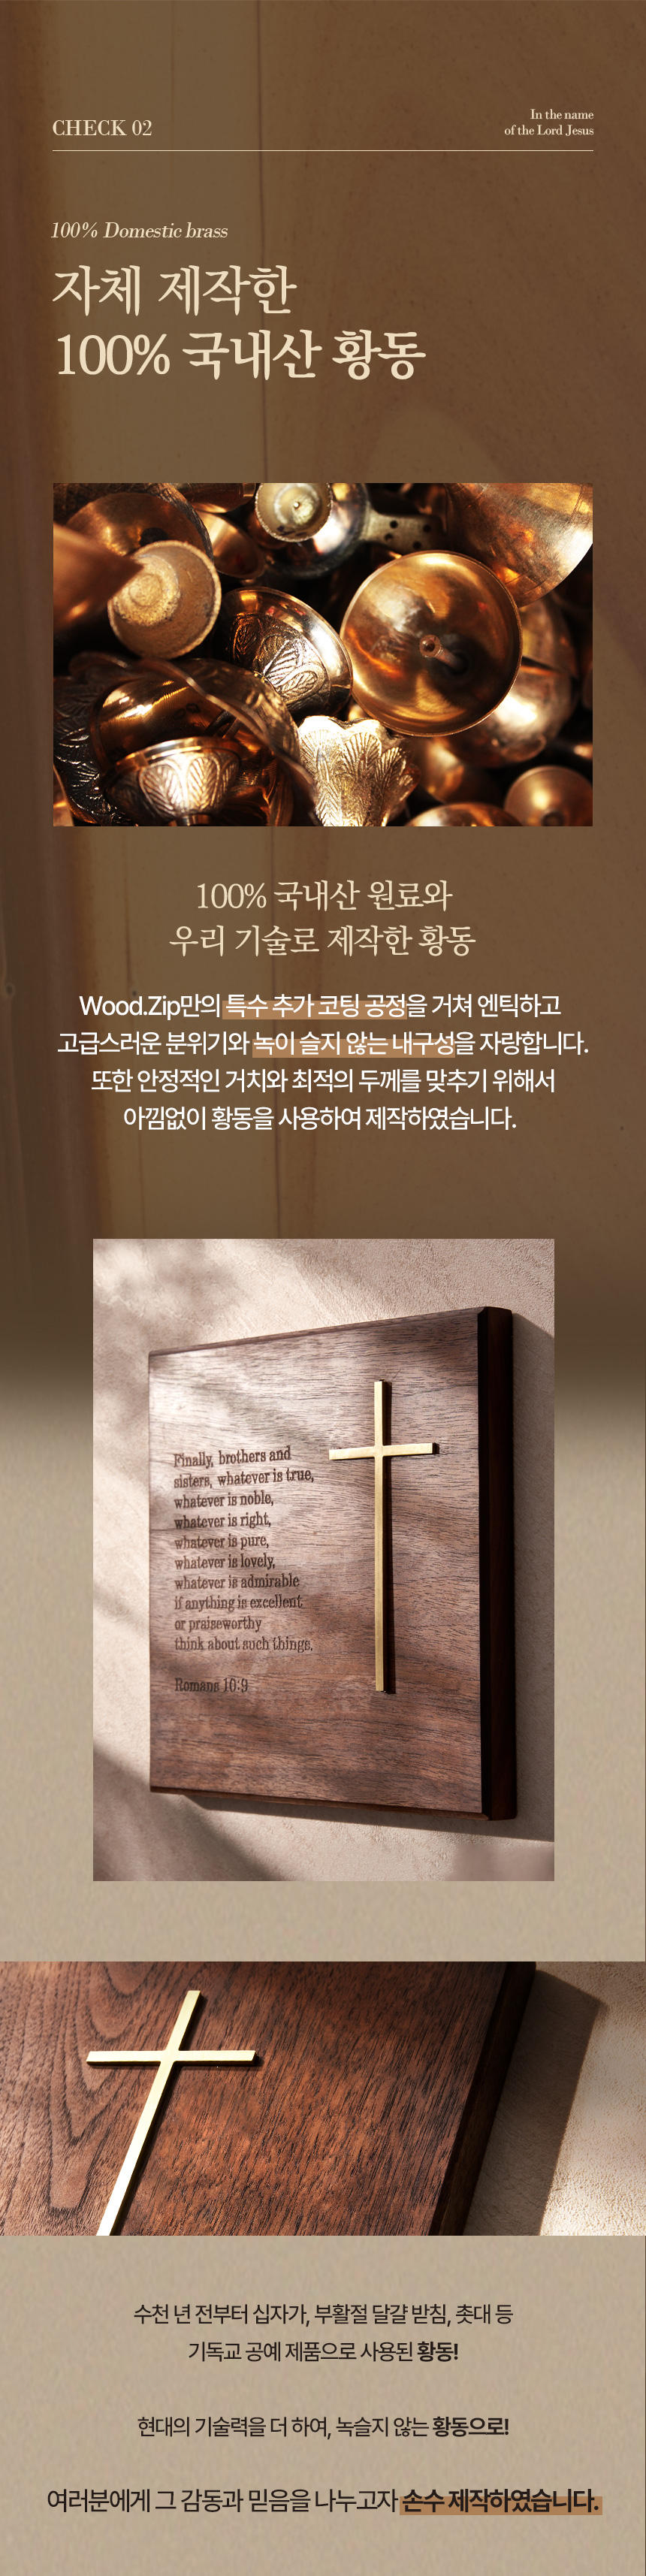 CHECK 02
In the name
of the Lord Jesus
100% Domestic brass
자체 제작한
100% 국내산 황동
100% 국내산 원료와
우리 기술로 제작한 황동
Wood.Zip만의 특수 추가 코팅 공정을 거쳐 엔틱하고
고급스러운 분위기와 녹이 슬지 않는 내구성을 자랑합니다.
또한 안정적인 거치와 최적의 두께를 맞추기 위해서
아낌없이 황동을 사용하여 제작하였습니다.
Finally, brothers and
sisters, whatever is true,
whatever is noble,
whatever is right,
whatever is pure,
whatever is lovely,
whatever is admirable
if anything is excellent
or praiseworthy
think about such things.
Romans 10:9
수천 년 전부터 십자가, 부활절 달걀 받침, 촛대 등
기독교 공예 제품으로 사용된 황동!
현대의 기술력을 더 하여, 녹슬지 않는 황동으로!
여러분에게 그 감동과 믿음을 나누고자 손수 제작하였습니다.